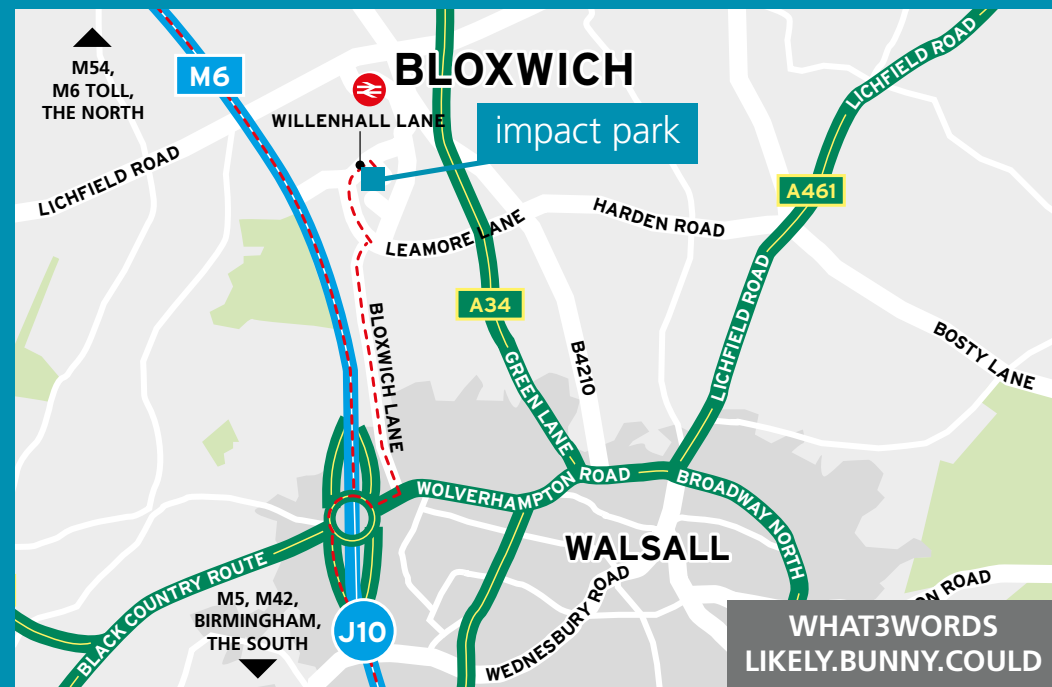 M54,
M6 TOLL,
THE NORTH
M6
BLOXWICH
WILLENHALL LANE
impact park
LICHFIELD ROAD
LICHFIELD ROAD
A461
LEAMORE LANE
HARDEN ROAD
A34
BLOXWICH LANE
GREEN LANE
B4210
LICHFIELD ROAD
BOSTY LANE
WOLVERHAMPTON ROAD
BROADWAY NORTH
WALSALL
BLACK COUNTRY ROUTE
M5, M42,
BIRMINGHAM,
THE SOUTH
J10
WEDNESBURY ROAD
ROAD
WHAT3WORDS
LIKELY.BUNNY.COULD